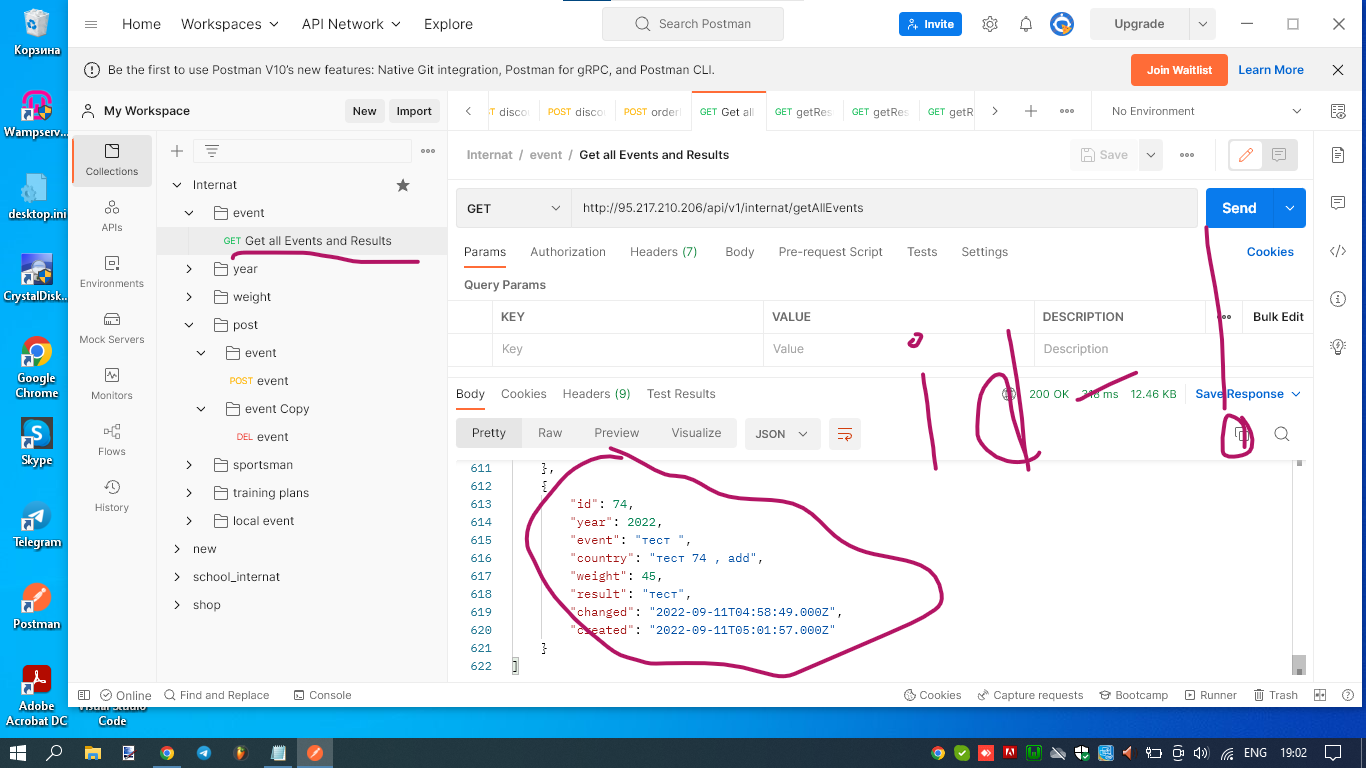 Корзина
Wampserv...
desktop.ini
CrystalDisk...
Google Chrome
Skype
Telegram
Postman
Adobe Acrobat DC
Visual Studio Code
Home Workspaces API Network Explore
Search Postman
Invite
Upgrade
Be the first to use Postman V10's new features: Native Git integration, Postman for gRPC, and Postman CLI.
Join Waitlist Learn More
My Workspace New Import
Collections
APIs
Environments
Mock Servers
Monitors
Flows
History
Internat
event
GET Get all Events and Results
year
weight
post
event
POST event
event Copy
DEL event
sportsman
training plans
local event
new
school_internat
shop
disco POST disco POST order GET Get all GET getRes GET getRes GET getR
No Environment
Internat / event / Get all Events and Results
Save
GET http://95.217.210.206/api/v1/internat/getAllEvents
Send
Params Authorization Headers (7) Body Pre-request Script Tests Settings Cookies
Query Params
KEY VALUE DESCRIPTION Bulk Edit
Key Value Description
id
Body Cookies Headers (9) Test Results 200 OK ms 12.46 KB Save Response
Pretty Raw Preview Visualize JSON
611 },
612 {
613 "id": 74,
614 "year": 2022,
615 "event": "тест ",
616 "country": "тест 74 , add",
617 "weight": 45,
618 "result": "тест",
619 "changed": "2022-09-11T04:58:49.000Z",
620 "created": "2022-09-11T05:01:57.000Z"
621 }
622 ]
Online Find and Replace Console Cookies Capture requests Bootcamp Runner Trash
ENG 19:02